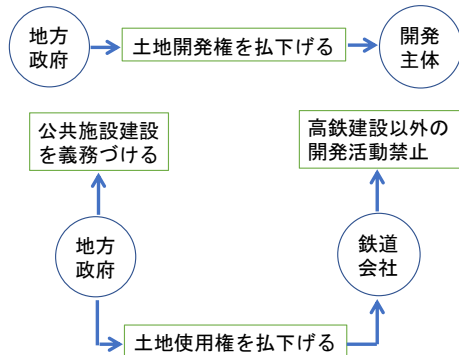 地方
政府
土地開発権を払下げる
開発
主体
公共施設建設
を義務づける
高鉄建設以外の
開発活動禁止
地方
政府
鉄道
会社
土地使用権を払下げる